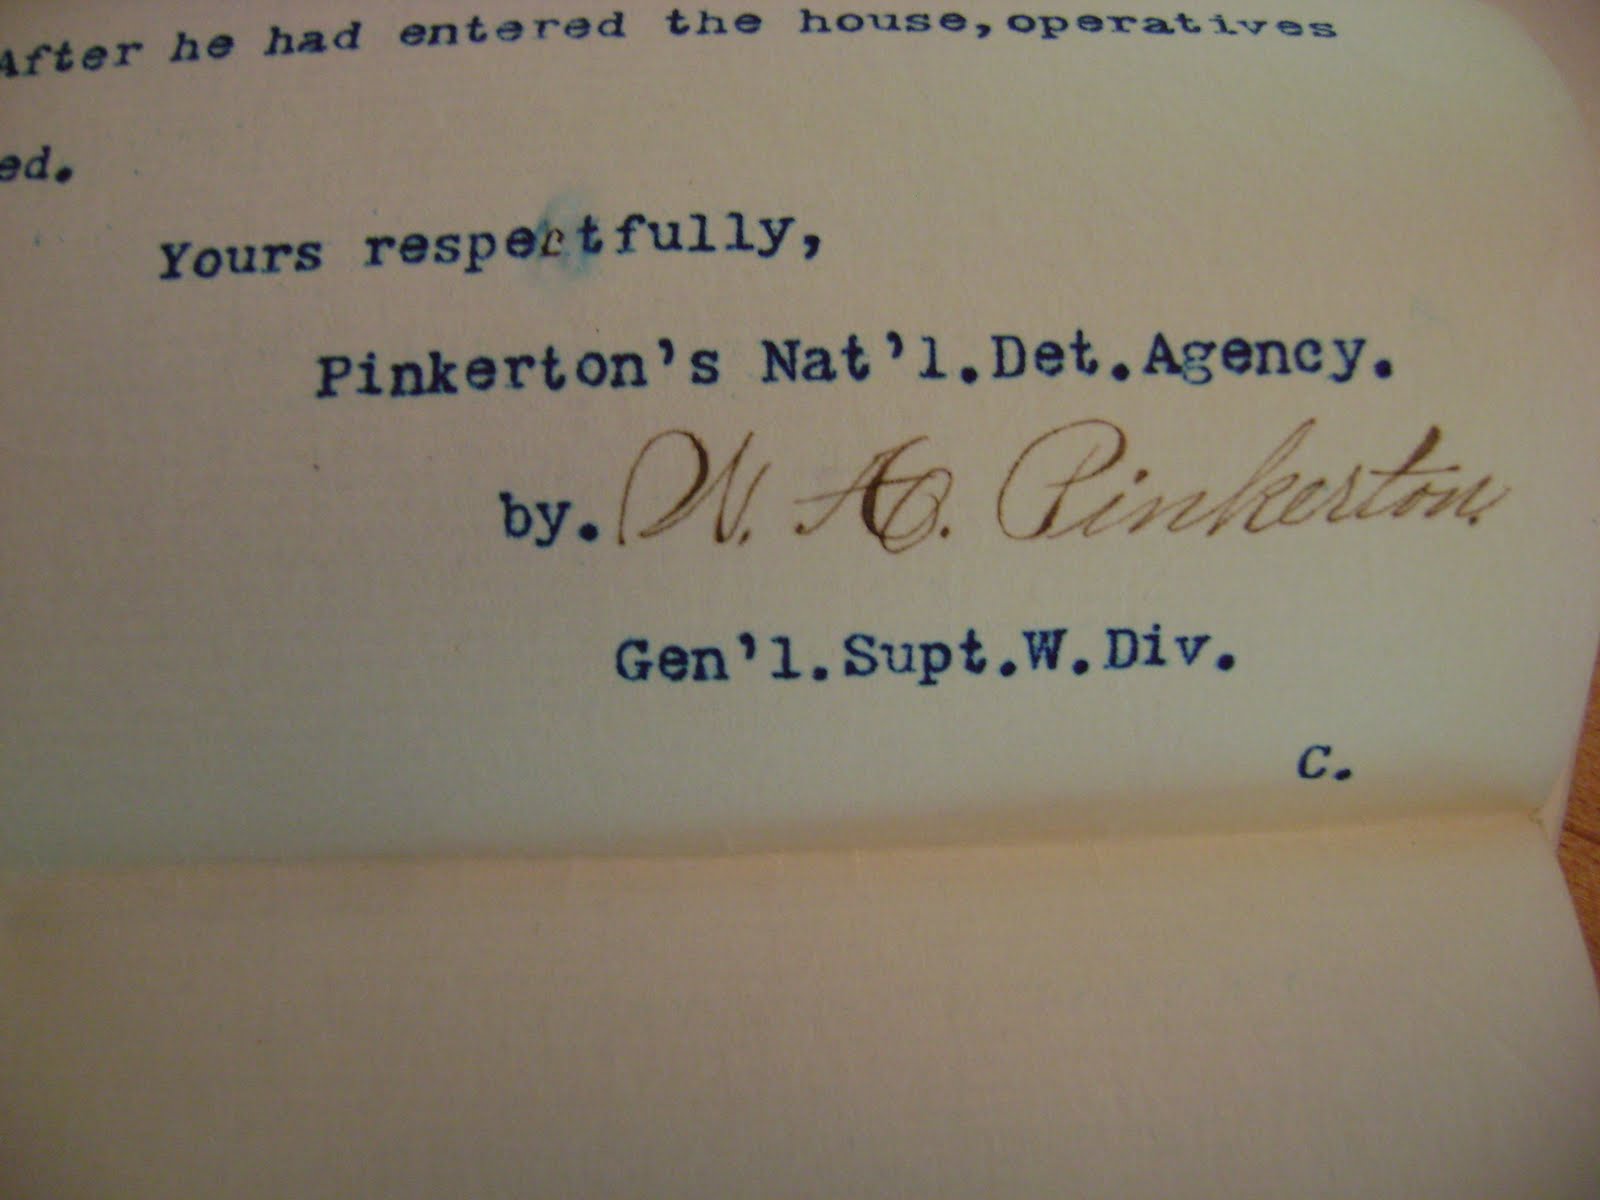 After he had entered the house,operatives
ed.
Yours respectfully,
Pinkerton's Nat'l.Det.Agency.
by. W. A. Pinkerton.
Gen'l.Supt.W.Div.
C.